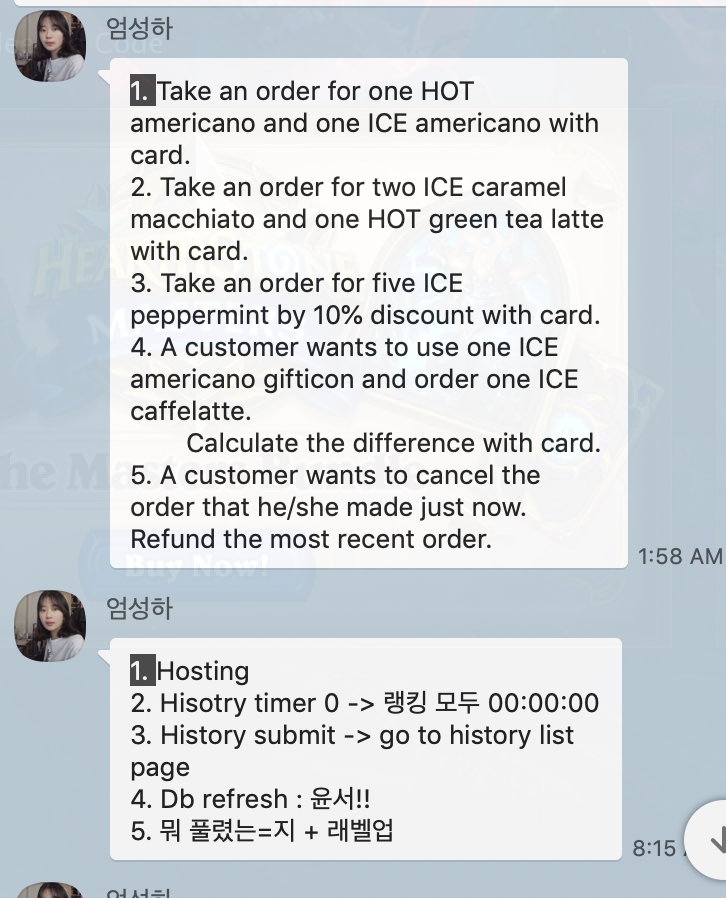 엄성하
1. Take an order for one HOT
americano and one ICE americano with
card.
2. Take an order for two ICE caramel
macchiato and one HOT green tea latte
with card.
3. Take an order for five ICE
peppermint by 10% discount with card.
4. A customer wants to use one ICE
americano gifticon and order one ICE
caffelatte.
Calculate the difference with card.
5. A customer wants to cancel the
order that he/she made just now.
Refund the most recent order.
1:58 AM
엄성하
1. Hosting
2. Hisotry timer 0 -> 랭킹 모두 00:00:00
3. History submit -> go to history list
page
4. Db refresh : 윤서!!
5. 뭐 풀렸는=지 + 래벨업
8:15
엄성하
Code
Buy Now!